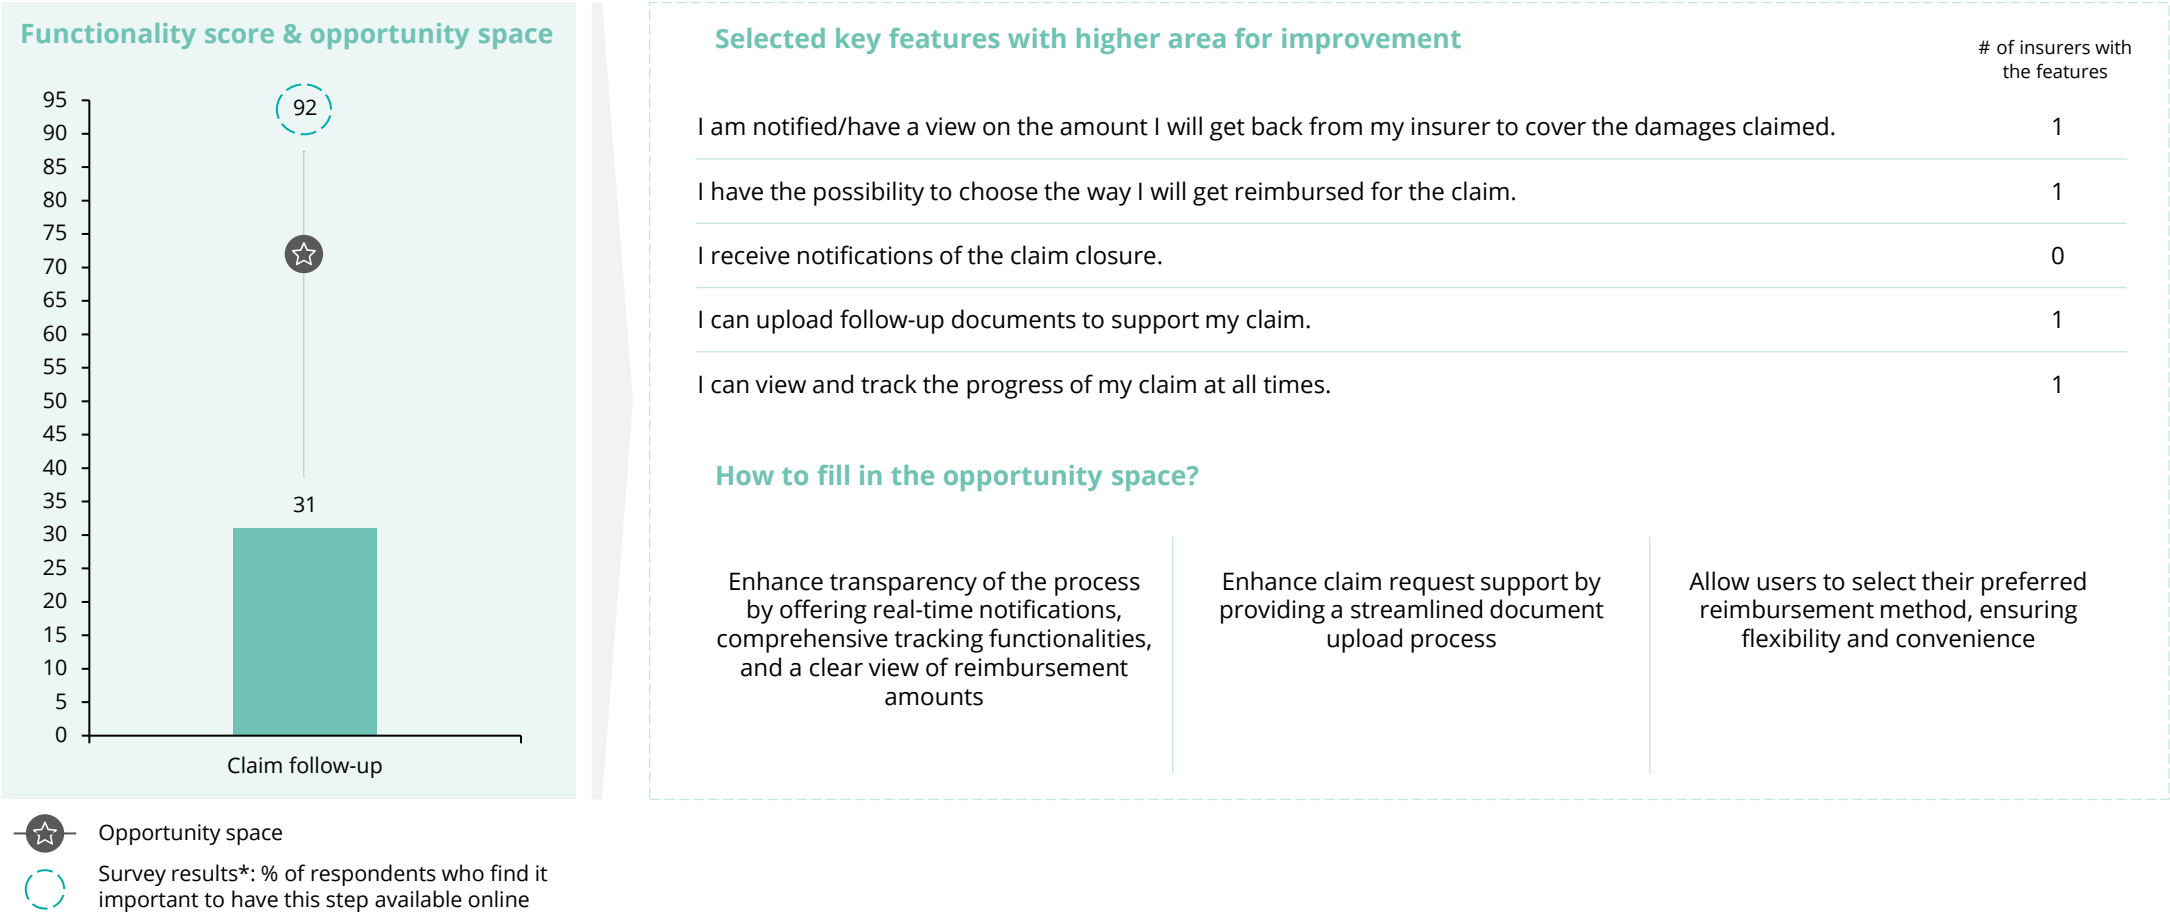 Functionality score & opportunity space
95
90
85
80
75
70
65
60
55
50
45
40
35
30
25
20
15
10
5
0
92
31
Claim follow-up
Opportunity space
Survey results*: % of respondents who find it
important to have this step available online
Selected key features with higher area for improvement
# of insurers with
the features
I am notified/have a view on the amount I will get back from my insurer to cover the damages claimed. 1
I have the possibility to choose the way I will get reimbursed for the claim. 1
I receive notifications of the claim closure. 0
I can upload follow-up documents to support my claim. 1
I can view and track the progress of my claim at all times. 1
How to fill in the opportunity space?
Enhance transparency of the process
by offering real-time notifications,
comprehensive tracking functionalities,
and a clear view of reimbursement
amounts
Enhance claim request support by
providing a streamlined document
upload process
Allow users to select their preferred
reimbursement method, ensuring
flexibility and convenience